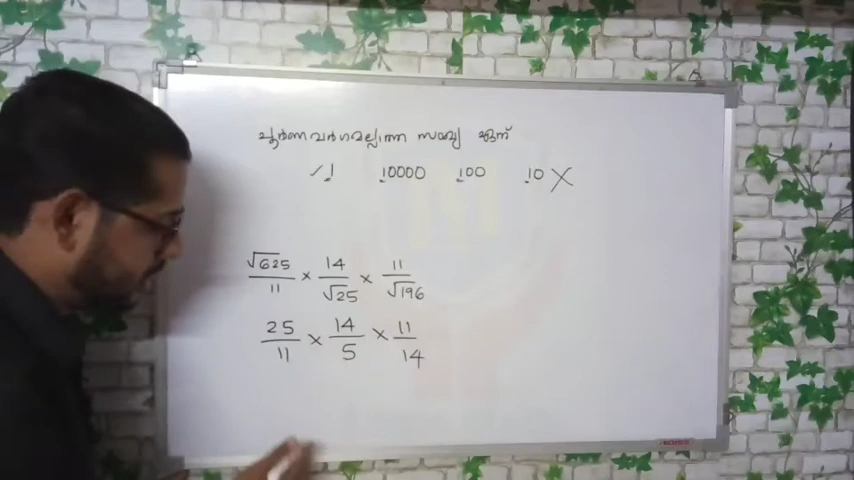 പൂർണവർഗമല്ലാത്ത സംഖ്യ ഏത്
✓1 10000 100 10 X
√625/11 × 14/√25 × 11/√196
25/11 × 14/5 × 11/14